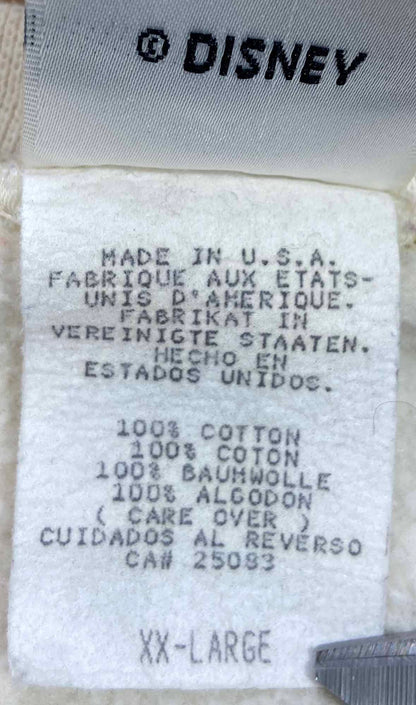 © DISNEY
MADE IN U.S.A.
FABRIQUE AUX ETATS-
UNIS D'AMERIQUE.
FABRIKAT IN
VEREINIGTE STAATEN.
HECHO EN
ESTADOS UNIDOS.
100% COTTON
100% COTON
100% BAUMWOLLE
100% ALGODON
( CARE OVER )
CUIDADOS AL REVERSO
CA# 25083
XX-LARGE